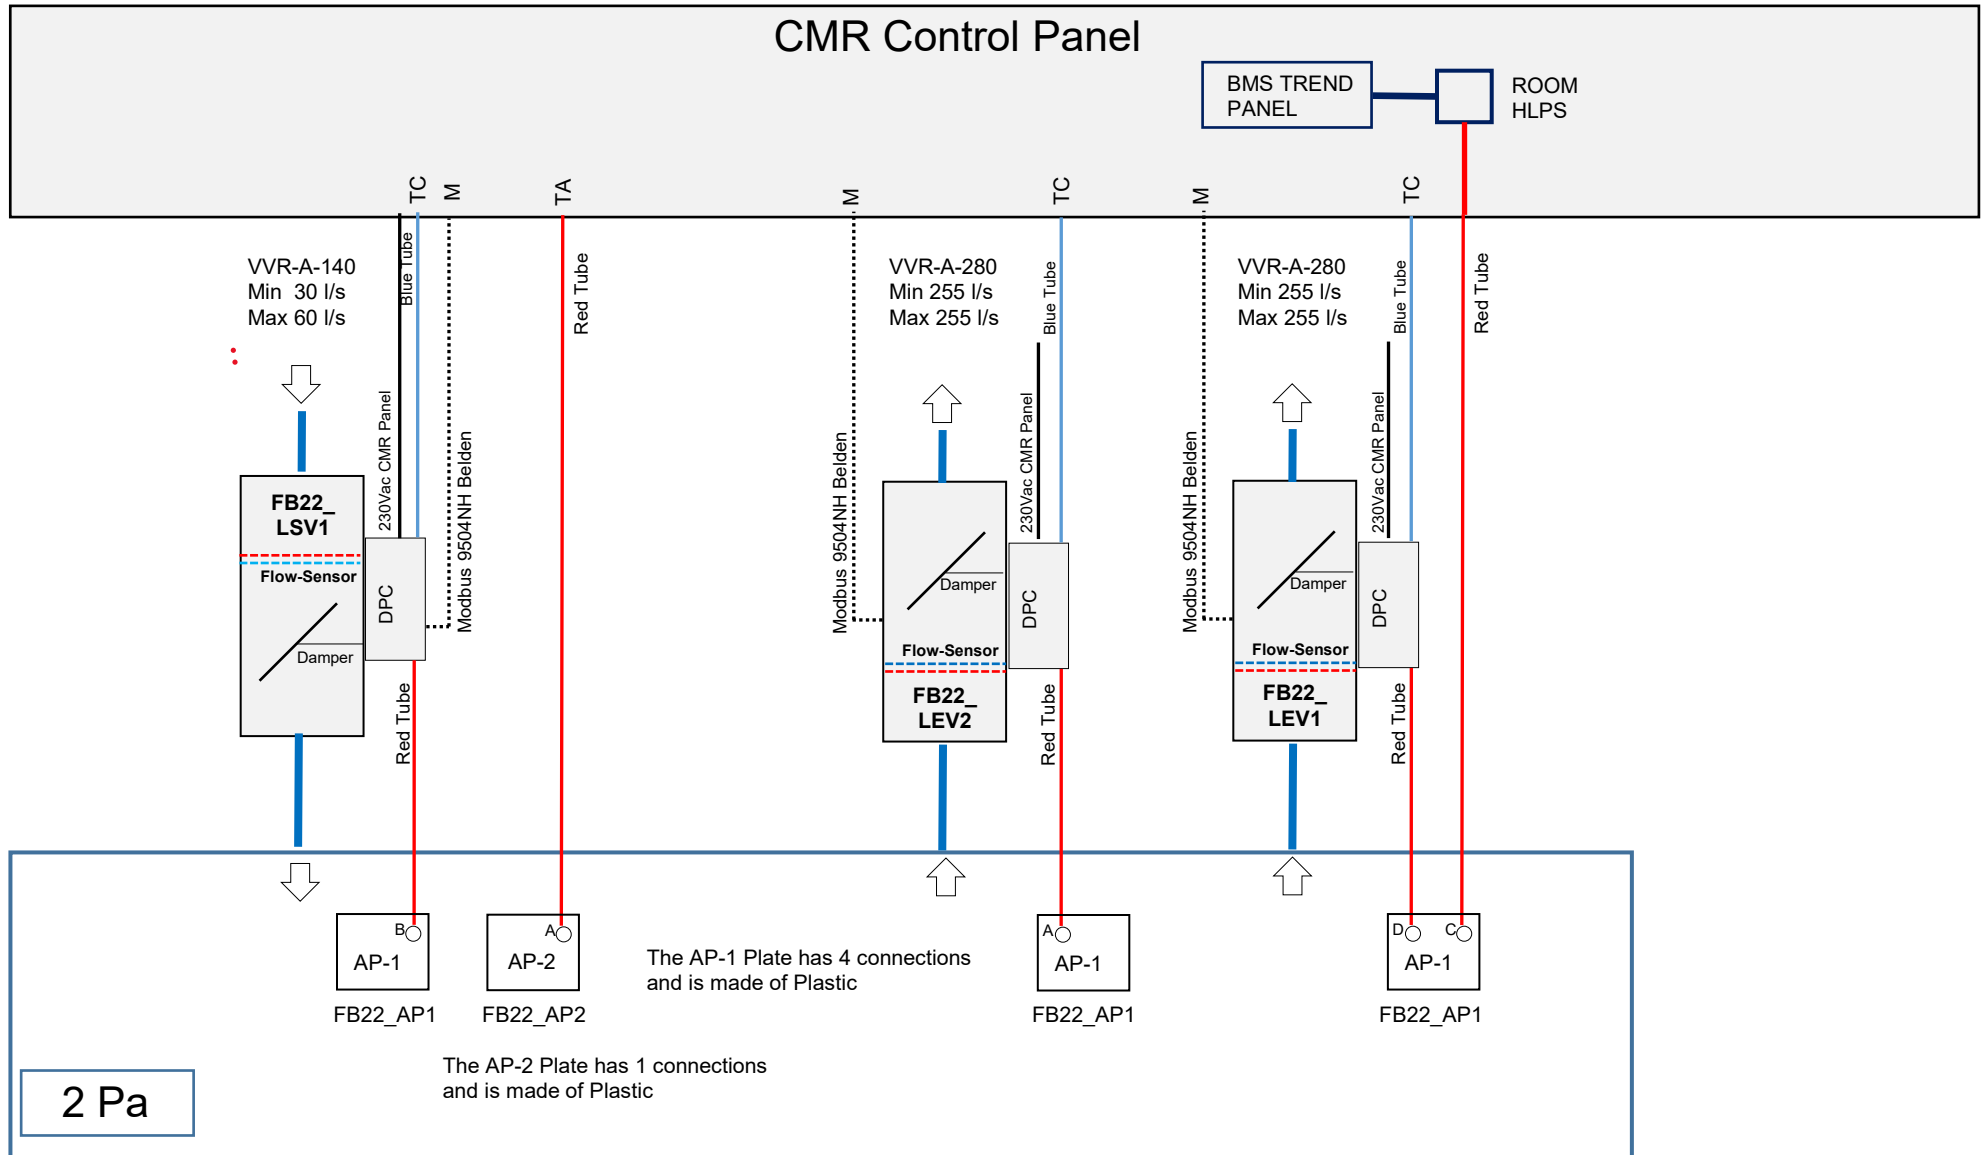 CMR Control Panel
BMS TREND
PANEL
ROOM
HLPS
TC
M
TA
M
TC
M
TC
VVR-A-140
Min  30 l/s
Max 60 l/s
Blue Tube
Red Tube
VVR-A-280
Min 255 l/s
Max 255 l/s
Blue Tube
VVR-A-280
Min 255 l/s
Max 255 l/s
Blue Tube
Red Tube
230Vac CMR Panel
Modbus 9504NH Belden
Modbus 9504NH Belden
230Vac CMR Panel
Modbus 9504NH Belden
230Vac CMR Panel
FB22_
LSV1
Flow-Sensor
Damper
DPC
Red Tube
Damper
DPC
Flow-Sensor
FB22_
LEV2
Red Tube
Damper
DPC
Flow-Sensor
FB22_
LEV1
Red Tube
B
AP-1
FB22_AP1
A
AP-2
FB22_AP2
The AP-1 Plate has 4 connections
and is made of Plastic
A
AP-1
FB22_AP1
D
C
AP-1
FB22_AP1
The AP-2 Plate has 1 connections
and is made of Plastic
2 Pa